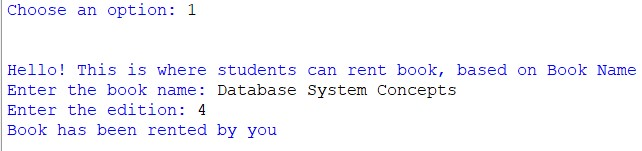 Choose an option: 1
Hello! This is where students can rent book, based on Book Name
Enter the book name: Database System Concepts
Enter the edition: 4
Book has been rented by you